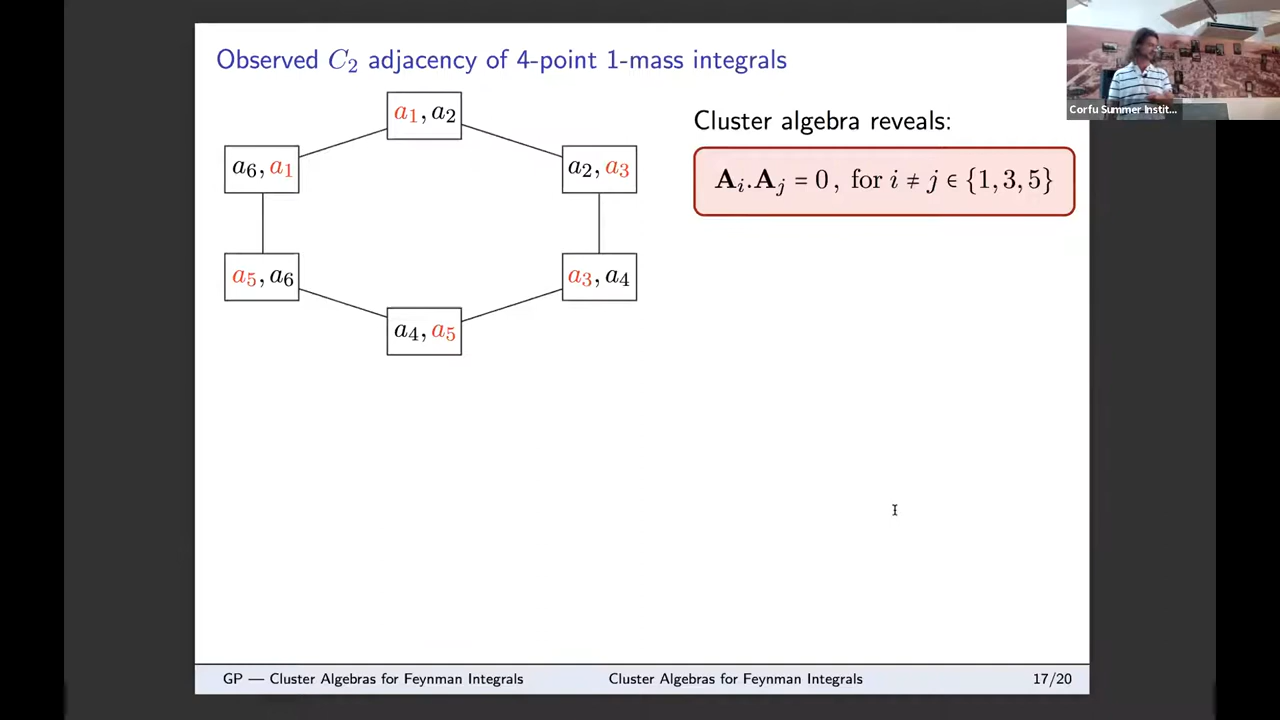 Observed C₂ adjacency of 4-point 1-mass integrals
a₁, a₂
a₆, a₁
a₂, a₃
a₅, a₆
a₃, a₄
a₄, a₅
Cluster algebra reveals:
𝐀ᵢ.𝐀ⱼ = 0 , for i ≠ j ∈ {1, 3, 5}
Corfu Summer Instit...
GP — Cluster Algebras for Feynman Integrals
Cluster Algebras for Feynman Integrals
17/20